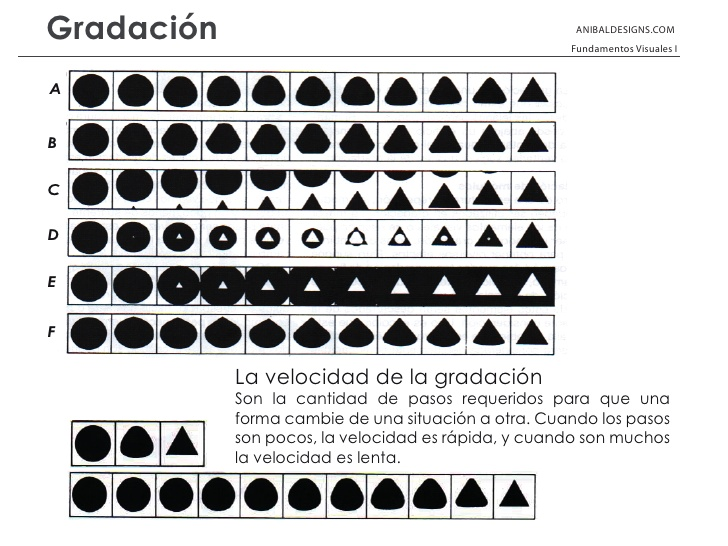 Gradación
ANIBALDESIGNS.COM
Fundamentos Visuales I
A
B
C
D
E
F
La velocidad de la gradación
Son la cantidad de pasos requeridos para que una
forma cambie de una situación a otra. Cuando los pasos
son pocos, la velocidad es rápida, y cuando son muchos
la velocidad es lenta.